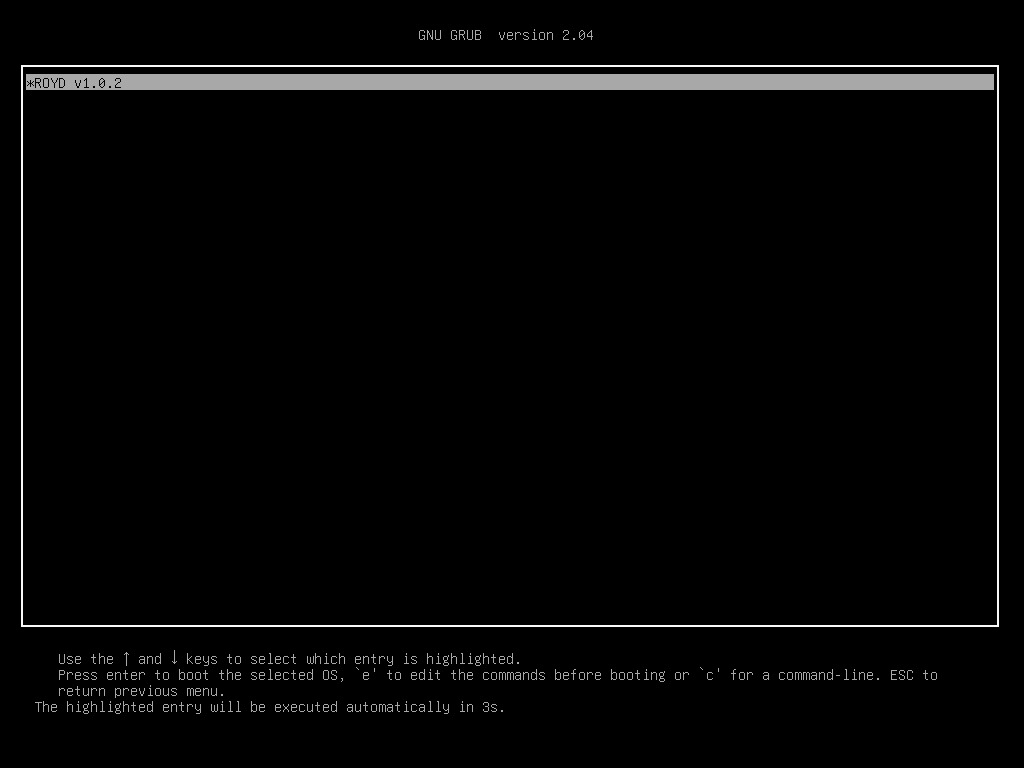 GNU GRUB  version 2.04
*ROYD v1.0.2
Use the ↑ and ↓ keys to select which entry is highlighted.
Press enter to boot the selected OS, `e' to edit the commands before booting or `c' for a command-line. ESC to
return previous menu.
The highlighted entry will be executed automatically in 3s.